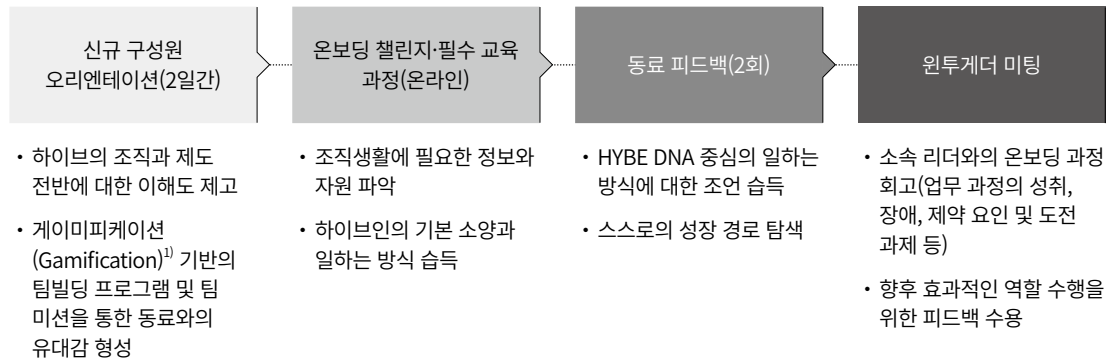 신규 구성원
오리엔테이션(2일간)
• 하이브의 조직과 제도
전반에 대한 이해도 제고
• 게이미피케이션
(Gamification)1) 기반의
팀빌딩 프로그램 및 팀
미션을 통한 동료와의
유대감 형성
온보딩 챌린지·필수 교육
과정(온라인)
• 조직생활에 필요한 정보와
자원 파악
• 하이브인의 기본 소양과
일하는 방식 습득
동료 피드백(2회)
• HYBE DNA 중심의 일하는
방식에 대한 조언 습득
• 스스로의 성장 경로 탐색
윈투게더 미팅
• 소속 리더와의 온보딩 과정
회고(업무 과정의 성취,
장애, 제약 요인 및 도전
과제 등)
• 향후 효과적인 역할 수행을
위한 피드백 수용